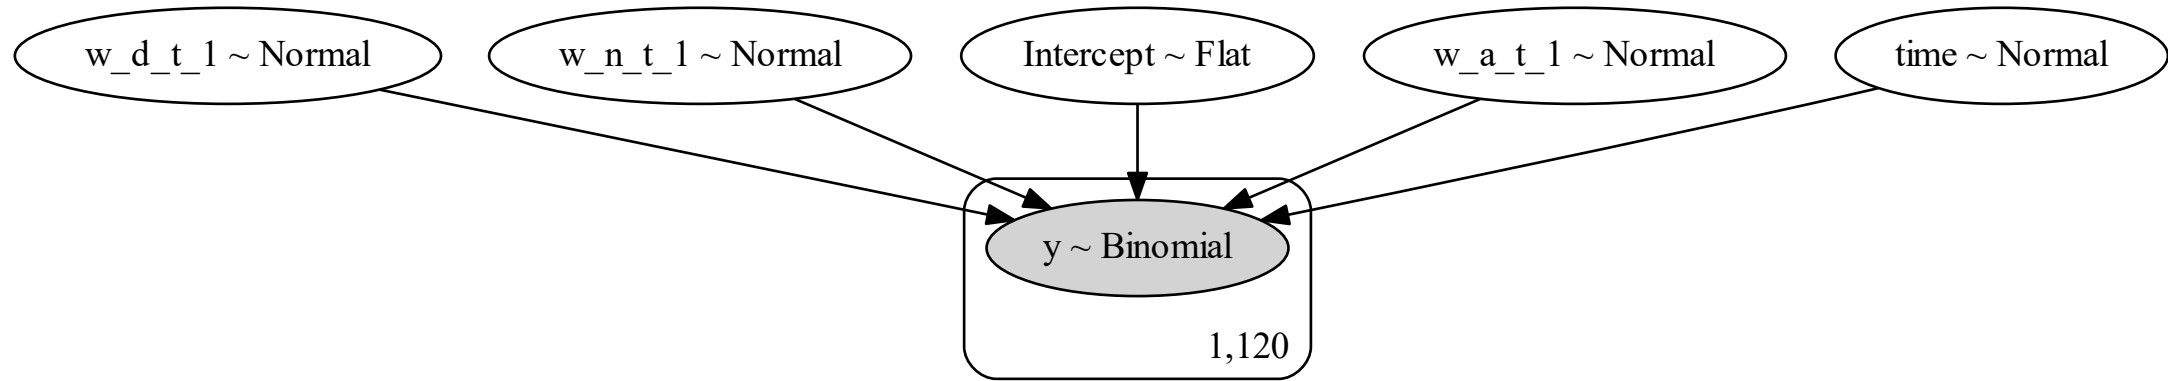 w_d_t_1 ~ Normal
w_n_t_1 ~ Normal
Intercept ~ Flat
w_a_t_1 ~ Normal
time ~ Normal
y ~ Binomial
1,120